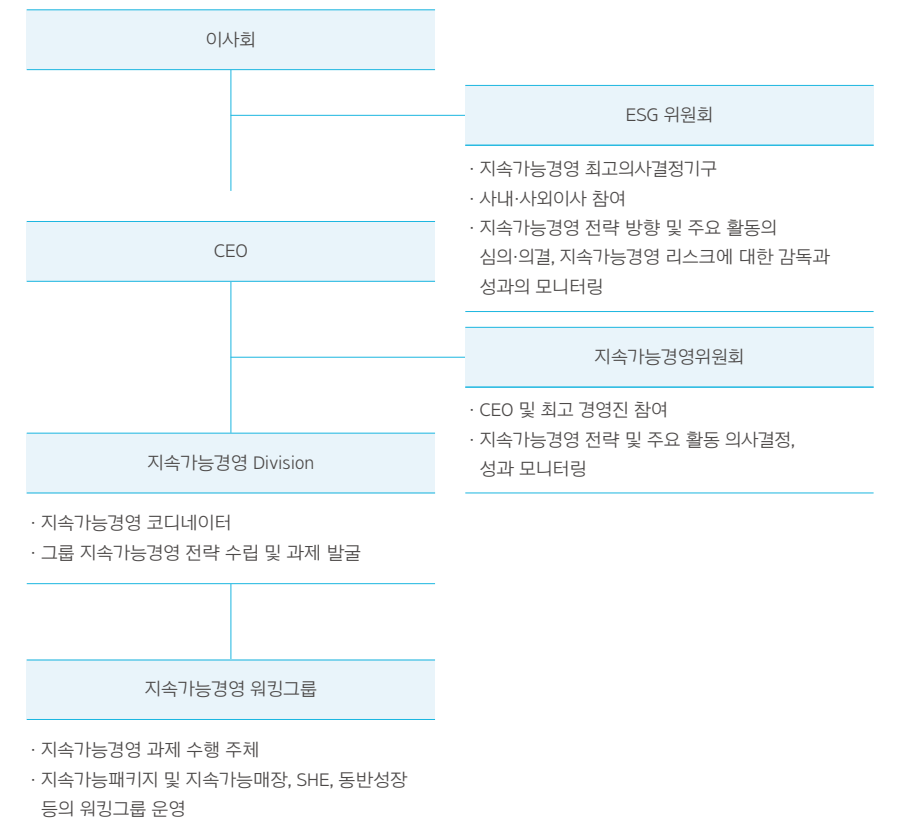 이사회
ESG 위원회
· 지속가능경영 최고의사결정기구
· 사내·사외이사 참여
· 지속가능경영 전략 방향 및 주요 활동의
심의·의결, 지속가능경영 리스크에 대한 감독과
성과의 모니터링
CEO
지속가능경영위원회
· CEO 및 최고 경영진 참여
· 지속가능경영 전략 및 주요 활동 의사결정,
성과 모니터링
지속가능경영 Division
· 지속가능경영 코디네이터
· 그룹 지속가능경영 전략 수립 및 과제 발굴
지속가능경영 워킹그룹
· 지속가능경영 과제 수행 주체
· 지속가능패키지 및 지속가능매장, SHE, 동반성장
등의 워킹그룹 운영